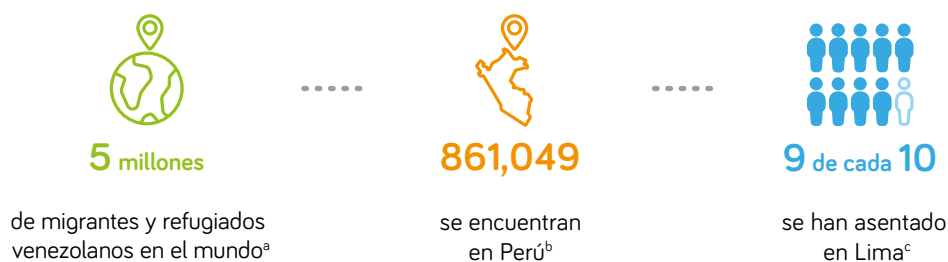 5 millones
de migrantes y refugiados
venezolanos en el mundoᵃ
861,049
se encuentran
en Perúᵇ
9 de cada 10
se han asentado
en Limaᶜ